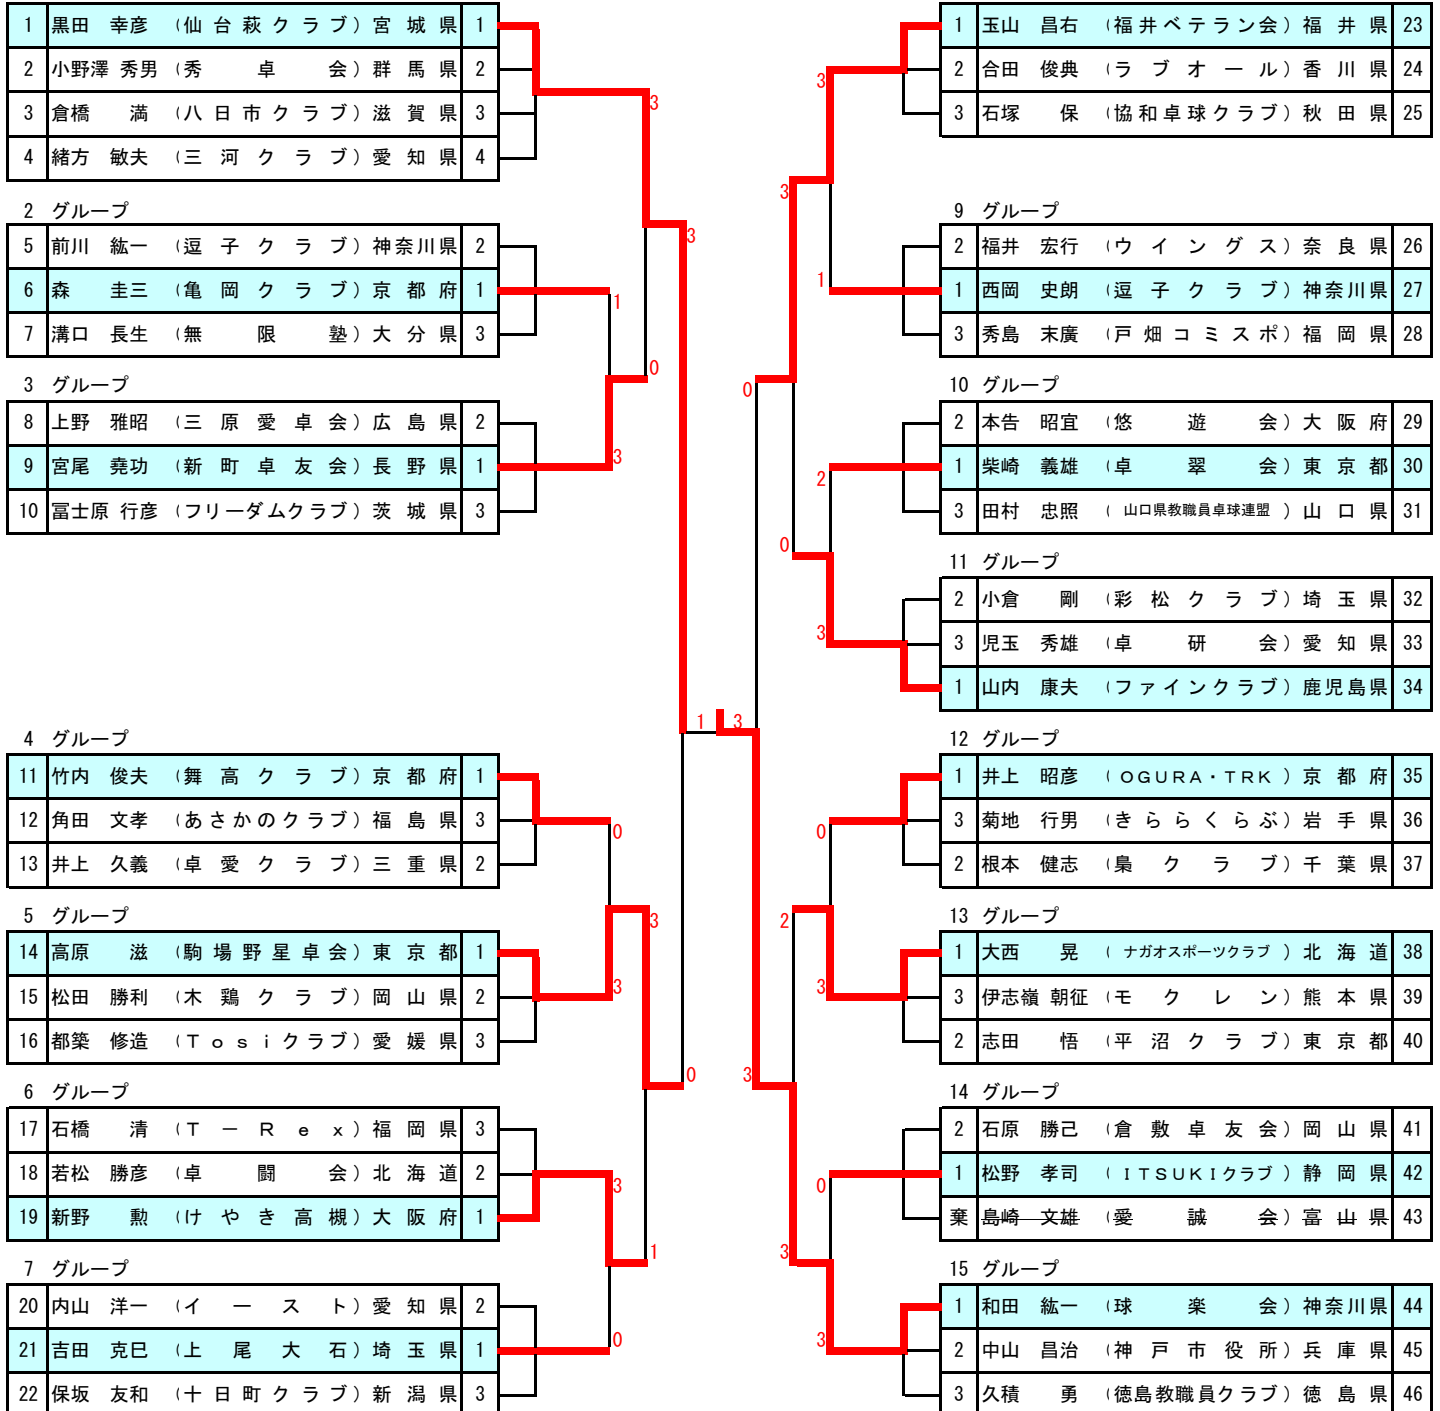 1 黒田 幸彦 (仙台萩クラブ) 宮城県 1
2 小野澤 秀男 (秀卓会) 群馬県 2
3 倉橋 満 (八日市クラブ) 滋賀県 3
4 緒方 敏夫 (三河クラブ) 愛知県 4
3
2 グループ
5 前川 紘一 (逗子クラブ) 神奈川県 2
6 森 圭三 (亀岡クラブ) 京都府 1
7 溝口 長生 (無限塾) 大分県 3
3
1
0
3 グループ
8 上野 雅昭 (三原愛卓会) 広島県 2
9 宮尾 堯功 (新町卓友会) 長野県 1
10 冨士原 行彦 (フリーダムクラブ) 茨城県 3
3
4 グループ
11 竹内 俊夫 (舞高クラブ) 京都府 1
12 角田 文孝 (あさかのクラブ) 福島県 3
13 井上 久義 (卓愛クラブ) 三重県 2
0
5 グループ
14 高原 滋 (駒場野星卓会) 東京都 1
15 松田 勝利 (木鶏クラブ) 岡山県 2
16 都築 修造 (Tosiクラブ) 愛媛県 3
3
3
0
6 グループ
17 石橋 清 (T－Rex) 福岡県 3
18 若松 勝彦 (卓闘会) 北海道 2
19 新野 勲 (けやき高槻) 大阪府 1
3
1
7 グループ
20 内山 洋一 (イースト) 愛知県 2
21 吉田 克巳 (上尾大石) 埼玉県 1
22 保坂 友和 (十日町クラブ) 新潟県 3
0
1 3
1 玉山 昌右 (福井ベテラン会) 福井県 23
2 合田 俊典 (ラブオール) 香川県 24
3 石塚 保 (協和卓球クラブ) 秋田県 25
3
3
9 グループ
2 福井 宏行 (ウイングス) 奈良県 26
1 西岡 史朗 (逗子クラブ) 神奈川県 27
3 秀島 末廣 (戸畑コミスポ) 福岡県 28
1
0
10 グループ
2 本告 昭宜 (悠遊会) 大阪府 29
1 柴崎 義雄 (卓翠会) 東京都 30
3 田村 忠照 (山口県教職員卓球連盟) 山口県 31
2
0
11 グループ
2 小倉 剛 (彩松クラブ) 埼玉県 32
3 児玉 秀雄 (卓研会) 愛知県 33
1 山内 康夫 (ファインクラブ) 鹿児島県 34
3
12 グループ
1 井上 昭彦 (OGURA・TRK) 京都府 35
3 菊地 行男 (きららくらぶ) 岩手県 36
2 根本 健志 (梟クラブ) 千葉県 37
0
2
13 グループ
1 大西 晃 (ナガオスポーツクラブ) 北海道 38
3 伊志嶺 朝征 (モクレン) 熊本県 39
2 志田 悟 (平沼クラブ) 東京都 40
3
3
14 グループ
2 石原 勝己 (倉敷卓友会) 岡山県 41
1 松野 孝司 (ITSUKIクラブ) 静岡県 42
棄 島崎 文雄 (愛誠会) 富山県 43
0
3
15 グループ
1 和田 紘一 (球楽会) 神奈川県 44
2 中山 昌治 (神戸市役所) 兵庫県 45
3 久積 勇 (徳島教職員クラブ) 徳島県 46
3